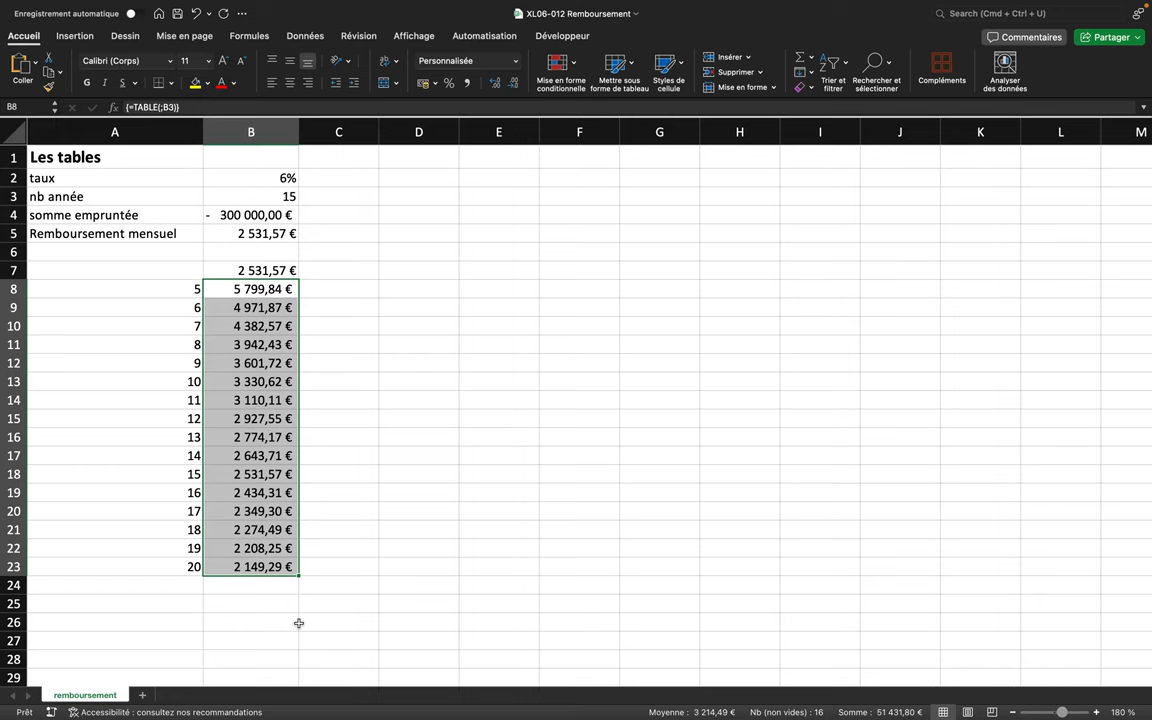 Enregistrement automatique
XL06-012 Remboursement
Search (Cmd + Ctrl + U)
Accueil Insertion Dessin Mise en page Formules Données Révision Affichage Automatisation Développeur
Commentaires Partager
Coller
Calibri (Corps) 11
G I S
Personnalisée
Mise en forme conditionnelle
Mettre sous forme de tableau
Styles de cellule
Insérer
Supprimer
Mise en forme
Trier et filtrer
Rechercher et sélectionner
Compléments
Analyser des données
B8 fx {=TABLE(;B3)}
A B C D E F G H I J K L M
1 Les tables
2 taux 6%
3 nb année 15
4 somme empruntée - 300 000,00 €
5 Remboursement mensuel 2 531,57 €
6
7 2 531,57 €
8 5 5 799,84 €
9 6 4 971,87 €
10 7 4 382,57 €
11 8 3 942,43 €
12 9 3 601,72 €
13 10 3 330,62 €
14 11 3 110,11 €
15 12 2 927,55 €
16 13 2 774,17 €
17 14 2 643,71 €
18 15 2 531,57 €
19 16 2 434,31 €
20 17 2 349,30 €
21 18 2 274,49 €
22 19 2 208,25 €
23 20 2 149,29 €
24
25
26
27
28
29
remboursement
Prêt Accessibilité : consultez nos recommandations Moyenne : 3 214,49 € Nb (non vides) : 16 Somme : 51 431,80 € 180 %